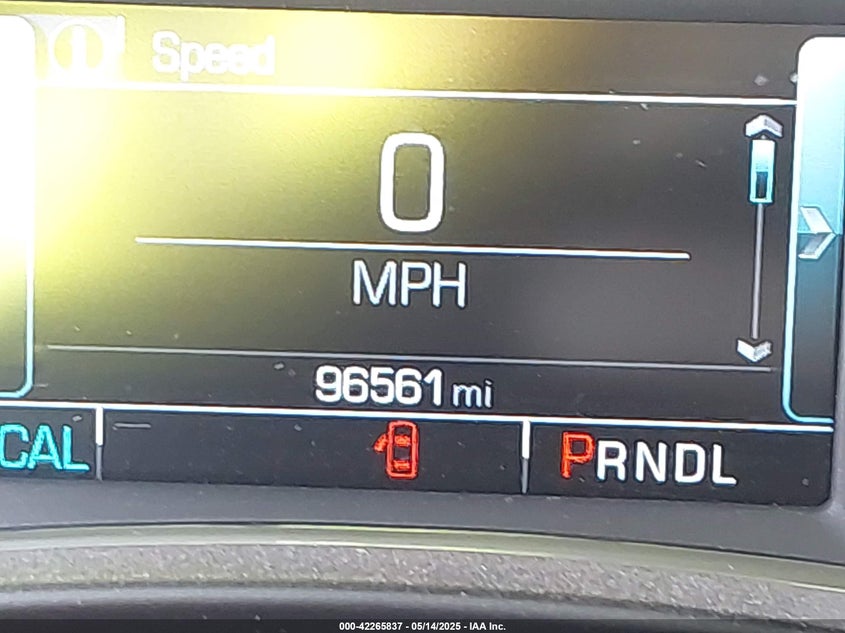 Speed
0
MPH
96561 mi
CAL
PRNDL
000-42265837 - 05/14/2025 - IAA Inc.